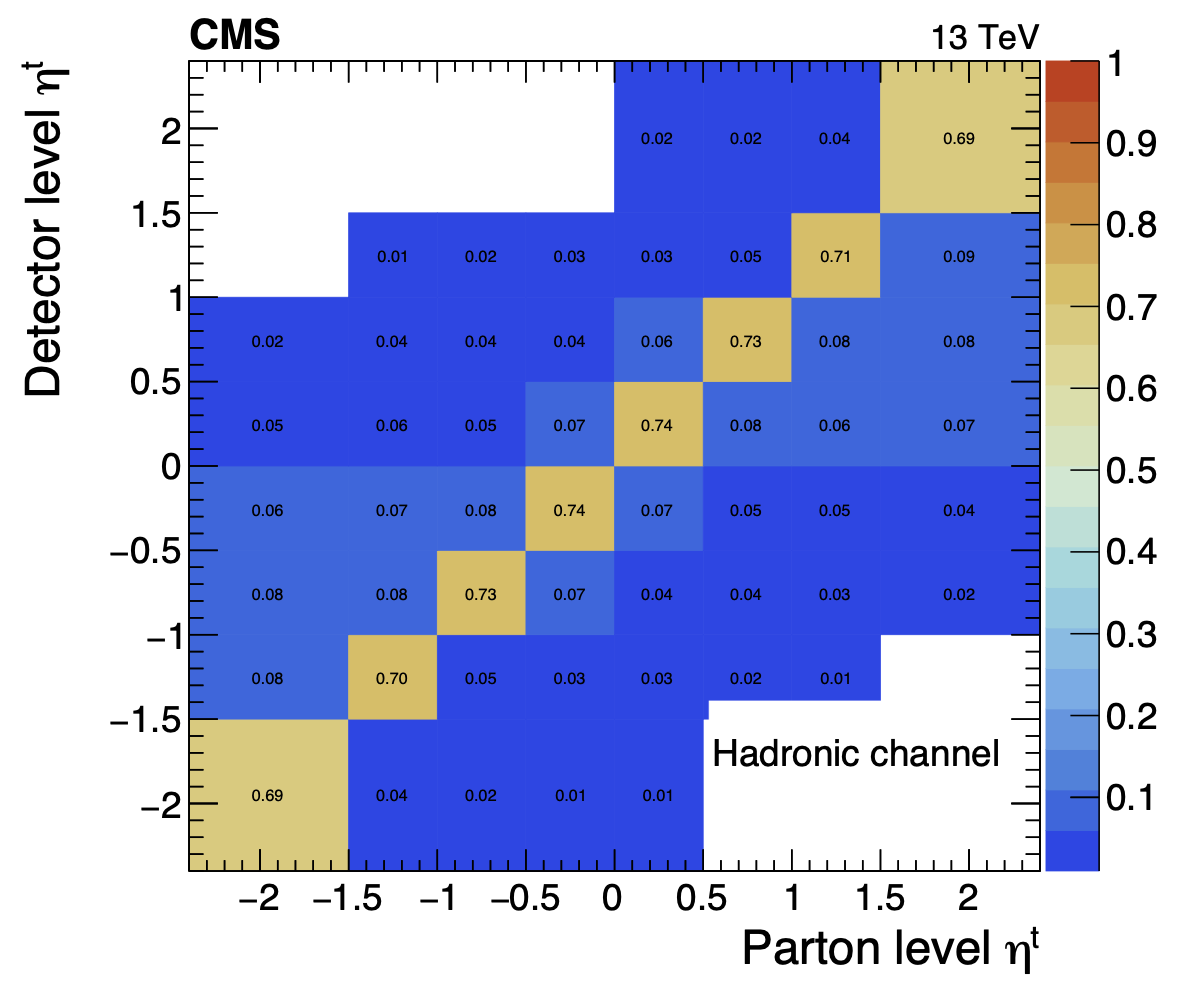 CMS 13 TeV
Detector level ηᵗ
2 0.02 0.02 0.04 0.69
1.5
0.01 0.02 0.03 0.03 0.05 0.71 0.09
1
0.02 0.04 0.04 0.04 0.06 0.73 0.08 0.08
0.5
0.05 0.06 0.05 0.07 0.74 0.08 0.06 0.07
0
0.06 0.07 0.08 0.74 0.07 0.05 0.05 0.04
−0.5
0.08 0.08 0.73 0.07 0.04 0.04 0.03 0.02
−1
0.08 0.70 0.05 0.03 0.03 0.02 0.01
−1.5
Hadronic channel
−2 0.69 0.04 0.02 0.01 0.01
−2 −1.5 −1 −0.5 0 0.5 1 1.5 2
Parton level ηᵗ
1
0.9
0.8
0.7
0.6
0.5
0.4
0.3
0.2
0.1